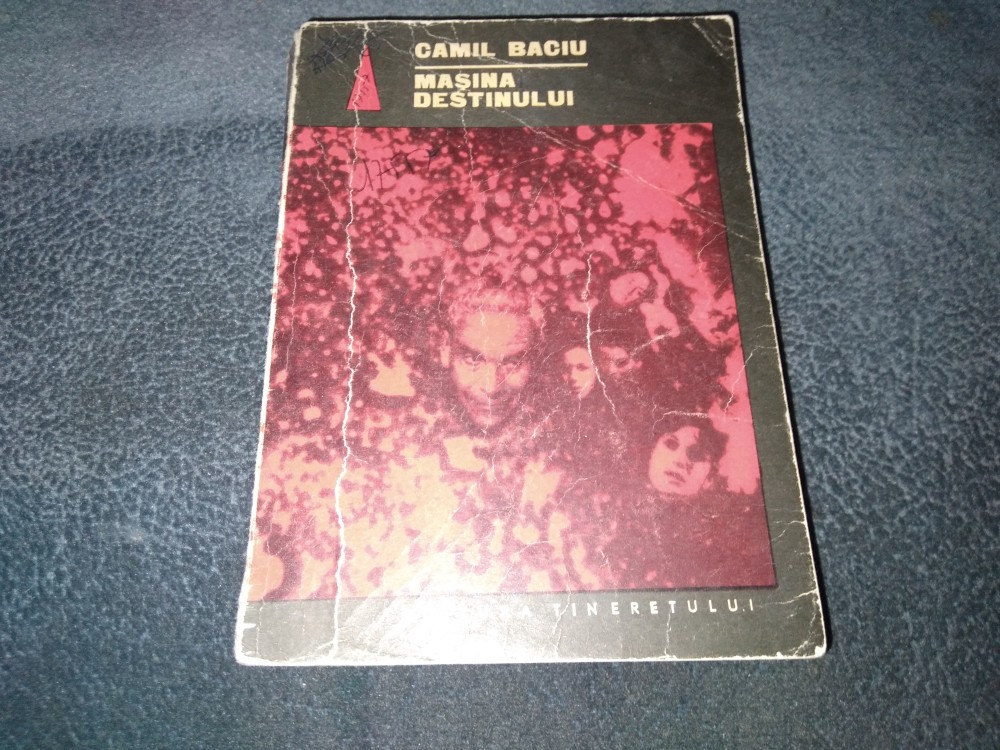 CAMIL BACIU
MAȘINA
DESTINULUI
TINERETULUI